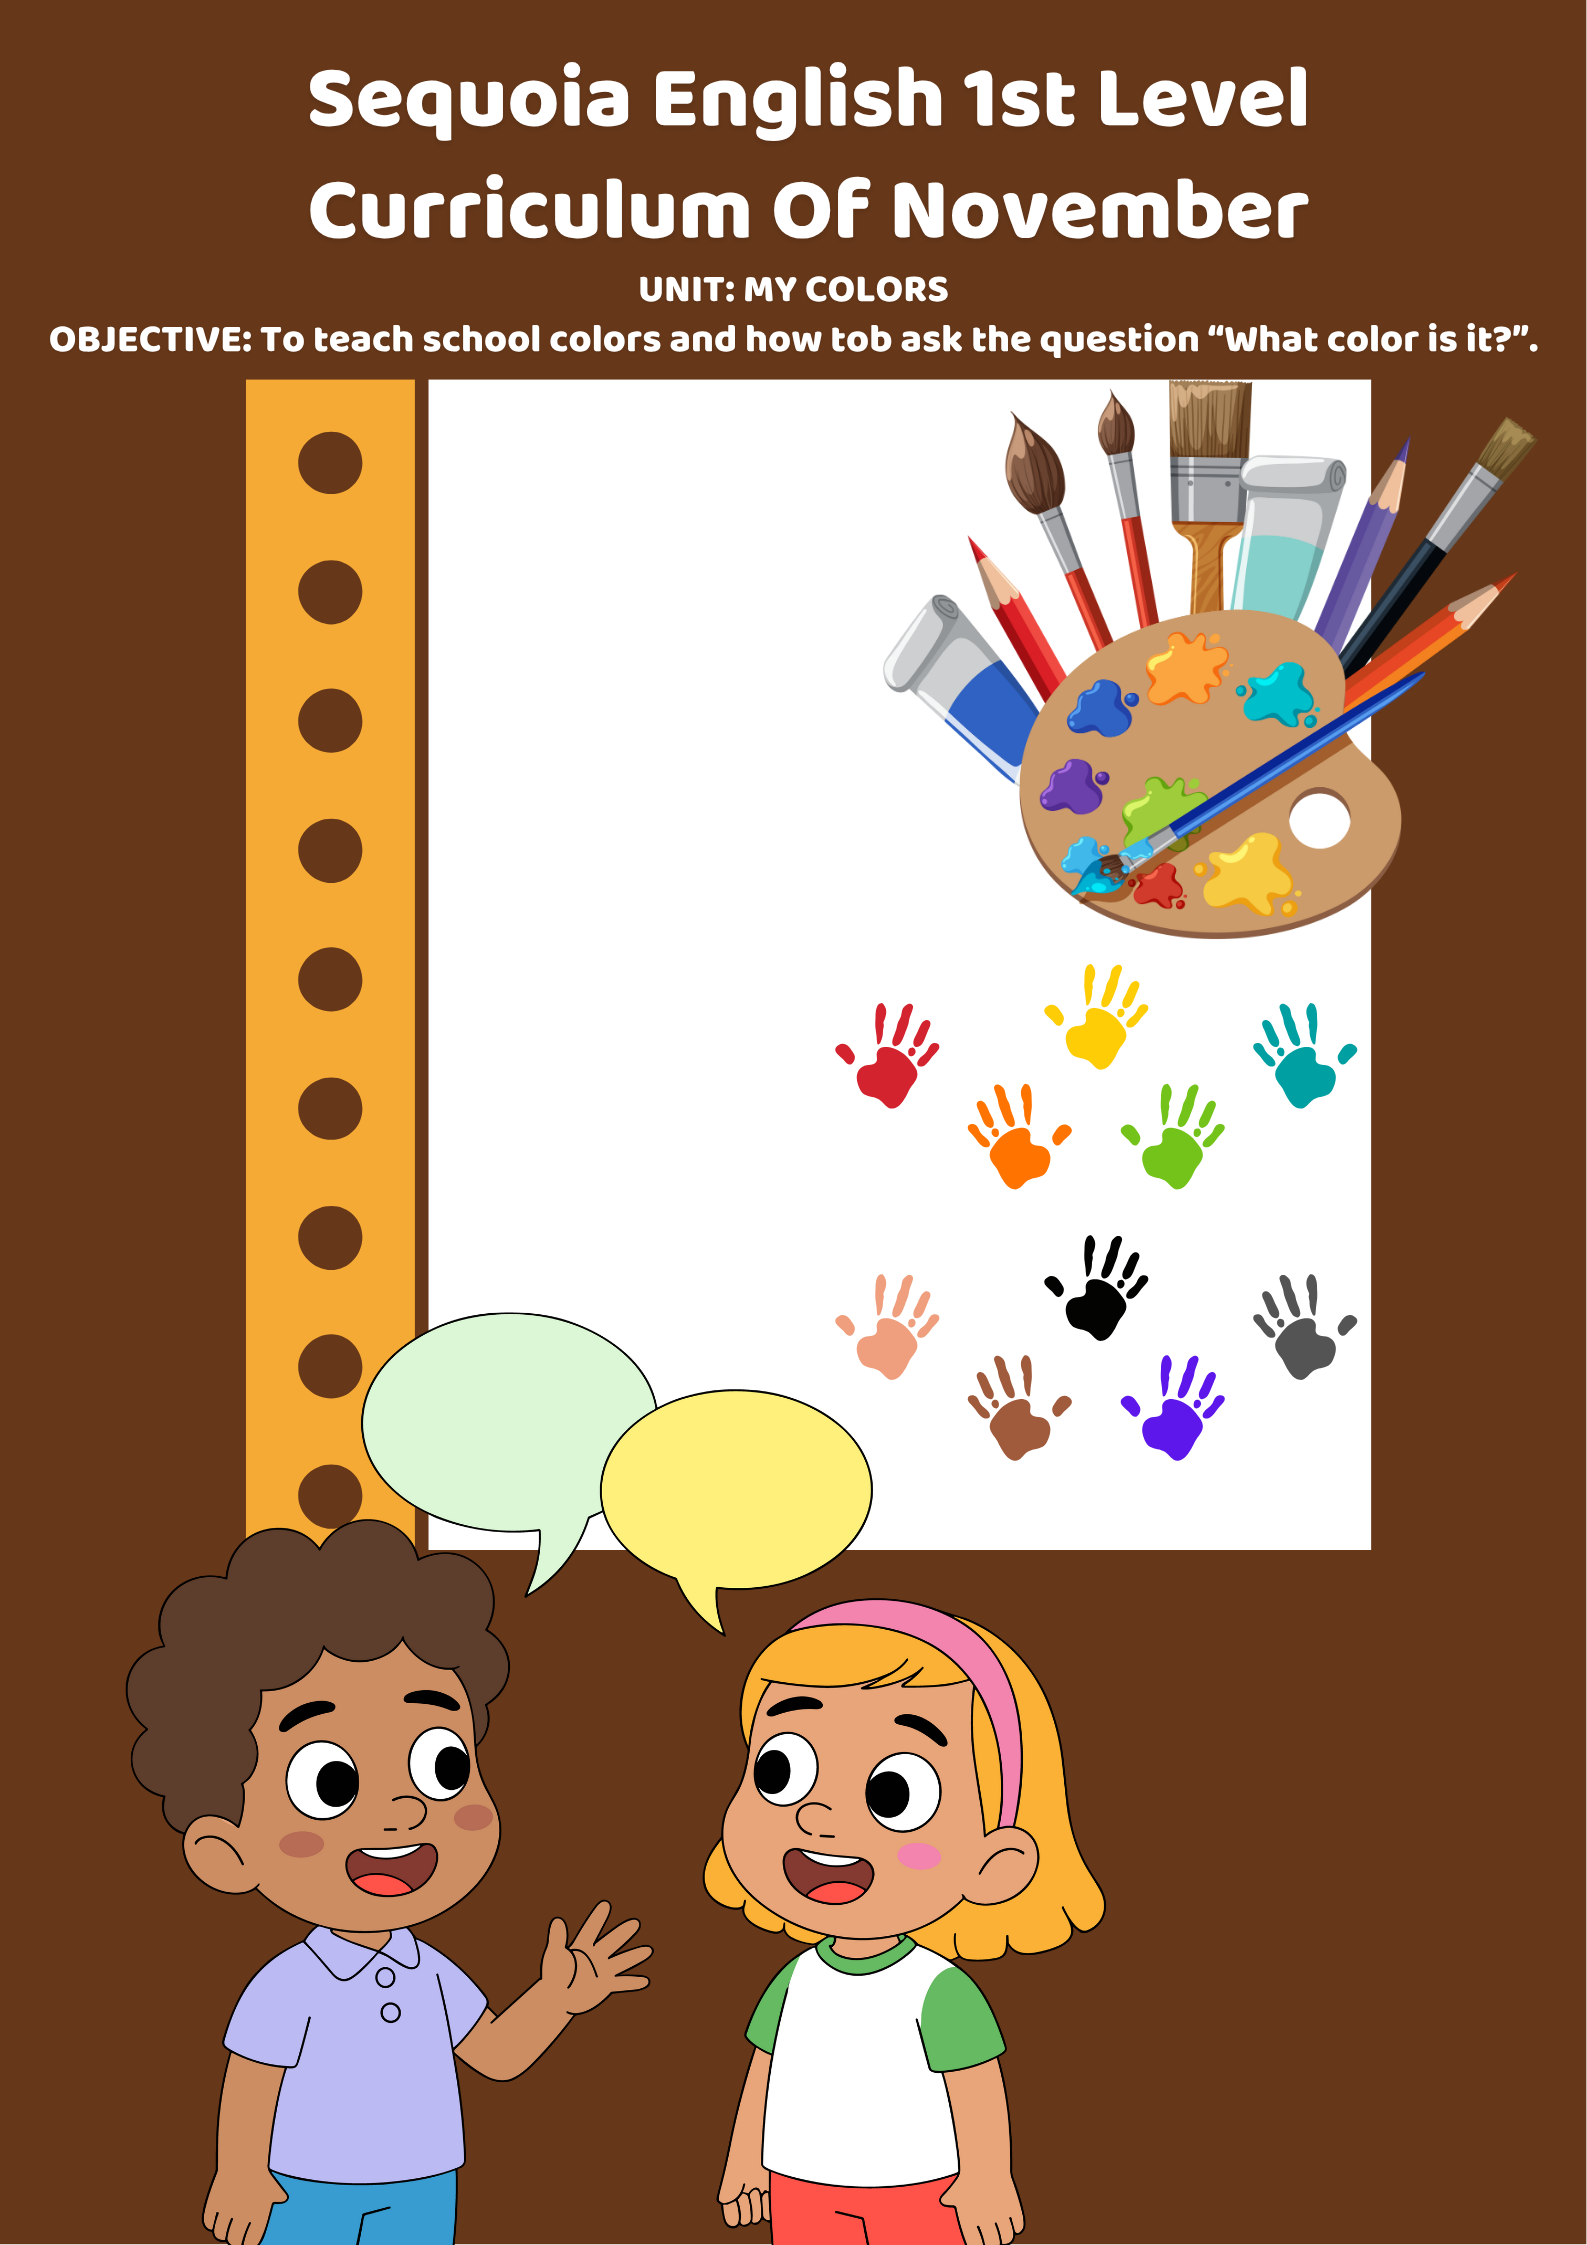 Sequoia English 1st Level
Curriculum Of November
UNIT: MY COLORS
OBJECTIVE: To teach school colors and how tob ask the question “What color is it?”.